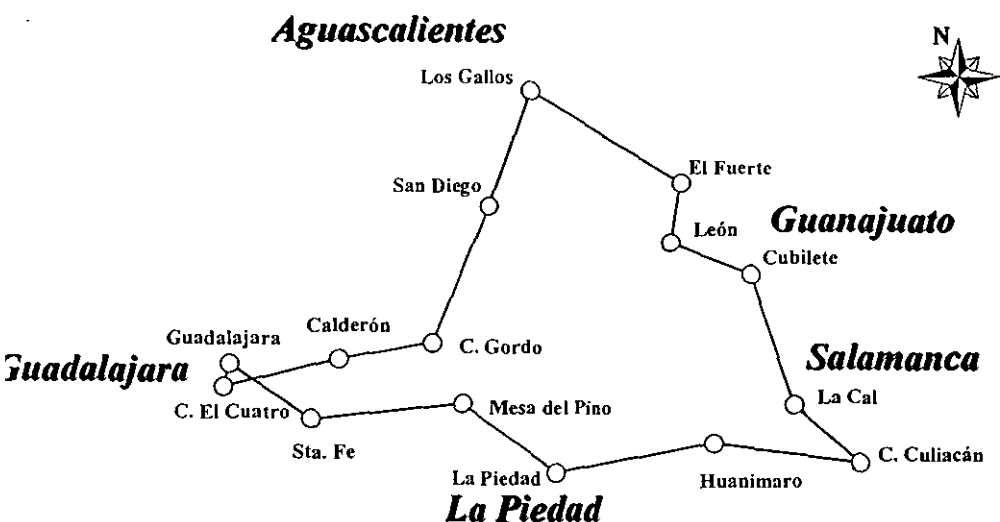 Aguascalientes
N
Los Gallos
El Fuerte
San Diego
León
Guanajuato
Cubilete
Calderón
Guadalajara
C. Gordo
Guadalajara
Salamanca
C. El Cuatro
Mesa del Pino
La Cal
Sta. Fe
C. Culiacán
La Piedad
Huanimaro
La Piedad